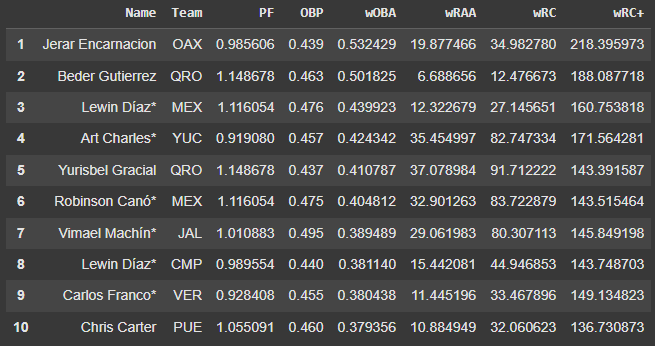 Name Team PF OBP wOBA wRAA wRC wRC+
1 Jerar Encarnacion OAX 0.985606 0.439 0.532429 19.877466 34.982780 218.395973
2 Beder Gutierrez QRO 1.148678 0.463 0.501825 6.688656 12.476673 188.087718
3 Lewin Díaz* MEX 1.116054 0.476 0.439923 12.322679 27.145651 160.753818
4 Art Charles* YUC 0.919080 0.457 0.424342 35.454997 82.747334 171.564281
5 Yurisbel Gracial QRO 1.148678 0.437 0.410787 37.078984 91.712222 143.391587
6 Robinson Canó* MEX 1.116054 0.475 0.404812 32.901263 83.722879 143.515464
7 Vimael Machín* JAL 1.010883 0.495 0.389489 29.061983 80.307113 145.849198
8 Lewin Díaz* CMP 0.989554 0.440 0.381140 15.442081 44.946853 143.748703
9 Carlos Franco* VER 0.928408 0.455 0.380438 11.445196 33.467896 149.134823
10 Chris Carter PUE 1.055091 0.460 0.379356 10.884949 32.060623 136.730873